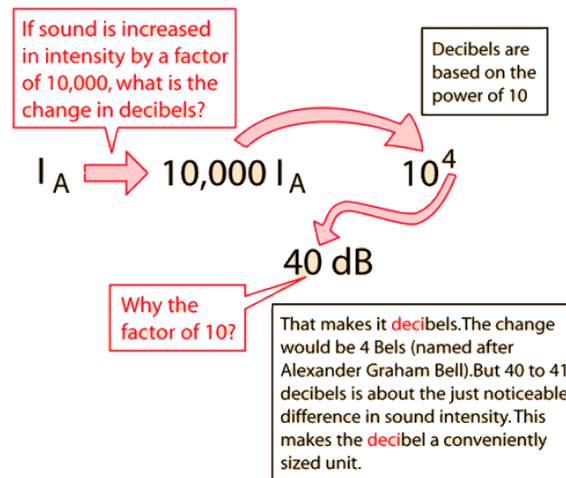 If sound is increased
in intensity by a factor
of 10,000, what is the
change in decibels?
Decibels are
based on the
power of 10
I A
10,000 I A
10⁴
40 dB
Why the
factor of 10?
That makes it decibels.The change
would be 4 Bels (named after
Alexander Graham Bell).But 40 to 41
decibels is about the just noticeable
difference in sound intensity.This
makes the decibel a conveniently
sized unit.